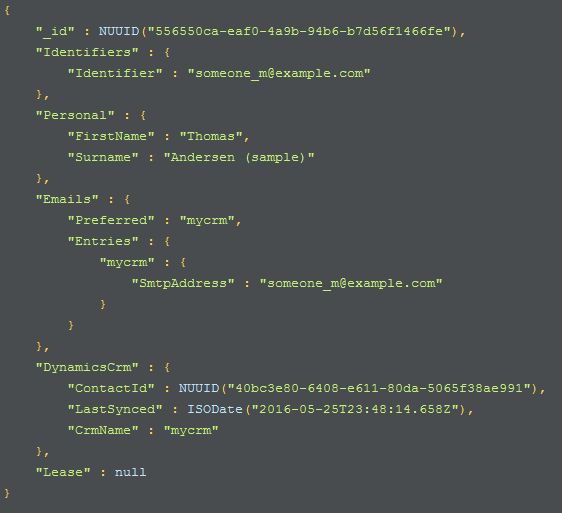 {
    "_id" : NUUID("556550ca-eaf0-4a9b-94b6-b7d56f1466fe"),
    "Identifiers" : {
        "Identifier" : "someone_m@example.com"
    },
    "Personal" : {
        "FirstName" : "Thomas",
        "Surname" : "Andersen (sample)"
    },
    "Emails" : {
        "Preferred" : "mycrm",
        "Entries" : {
            "mycrm" : {
                "SmtpAddress" : "someone_m@example.com"
            }
        }
    },
    "DynamicsCrm" : {
        "ContactId" : NUUID("40bc3e80-6408-e611-80da-5065f38ae991"),
        "LastSynced" : ISODate("2016-05-25T23:48:14.658Z"),
        "CrmName" : "mycrm"
    },
    "Lease" : null
}